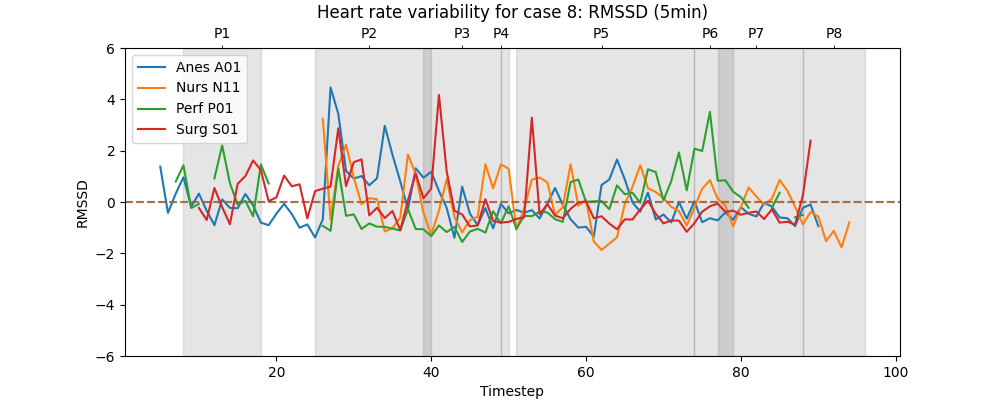 Heart rate variability for case 8: RMSSD (5min)
P1 P2 P3 P4 P5 P6 P7 P8
6
4
2
0
−2
−4
−6
RMSSD
Anes A01
Nurs N11
Perf P01
Surg S01
20 40 60 80 100
Timestep